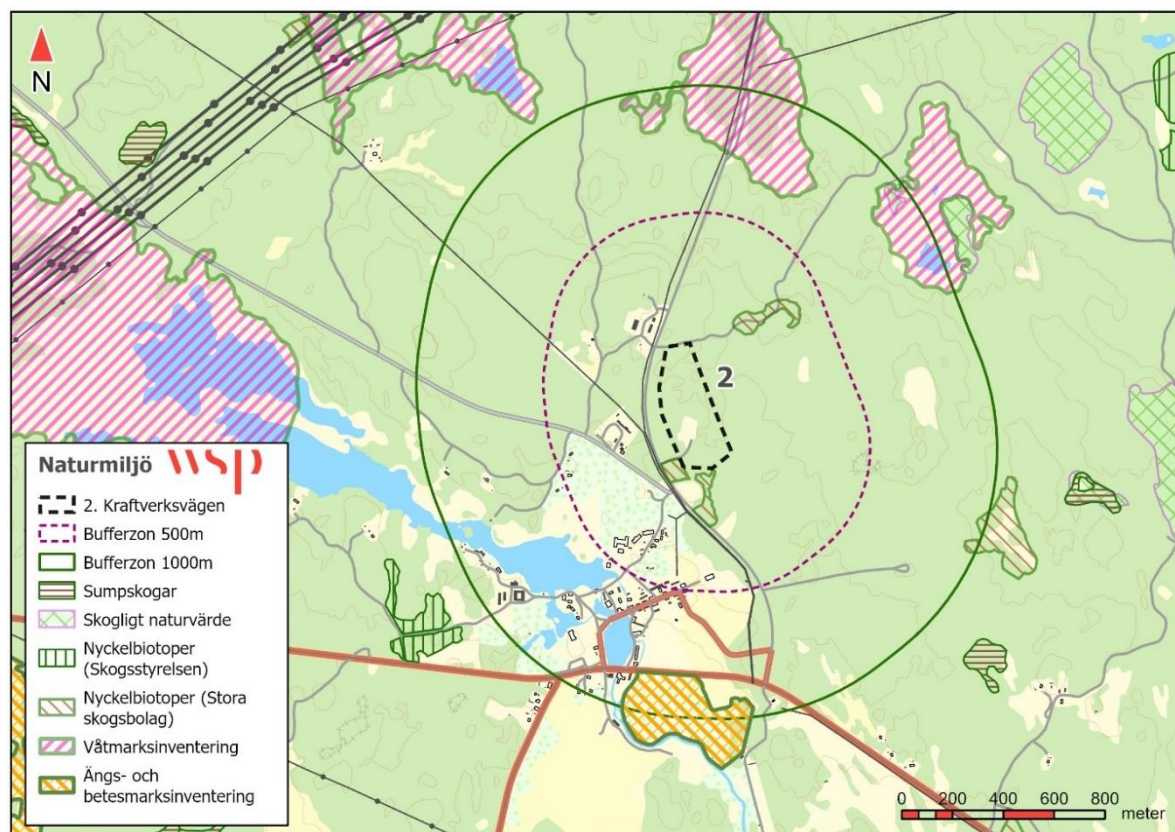 N
2
Naturmiljö wsp
2. Kraftverksvägen
Bufferzon 500m
Bufferzon 1000m
Sumpskogar
Skogligt naturvärde
Nyckelbiotoper
(Skogsstyrelsen)
Nyckelbiotoper (Stora
skogsbolag)
Våtmarksinventering
Ängs- och
betesmarksinventering
0 200 400 600 800
meter